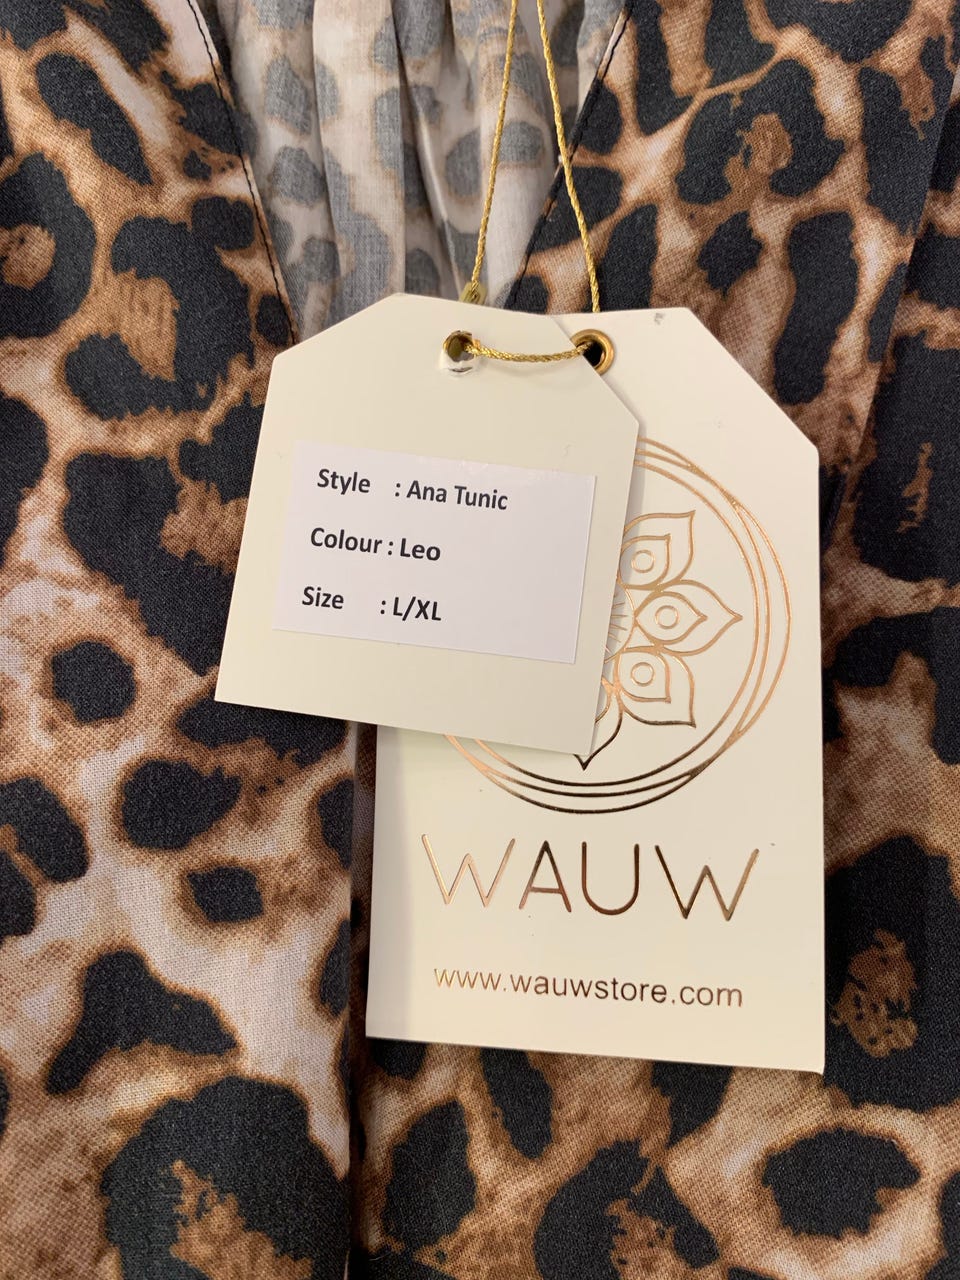 Style : Ana Tunic
Colour : Leo
Size : L/XL
WAUW
www.wauwstore.com